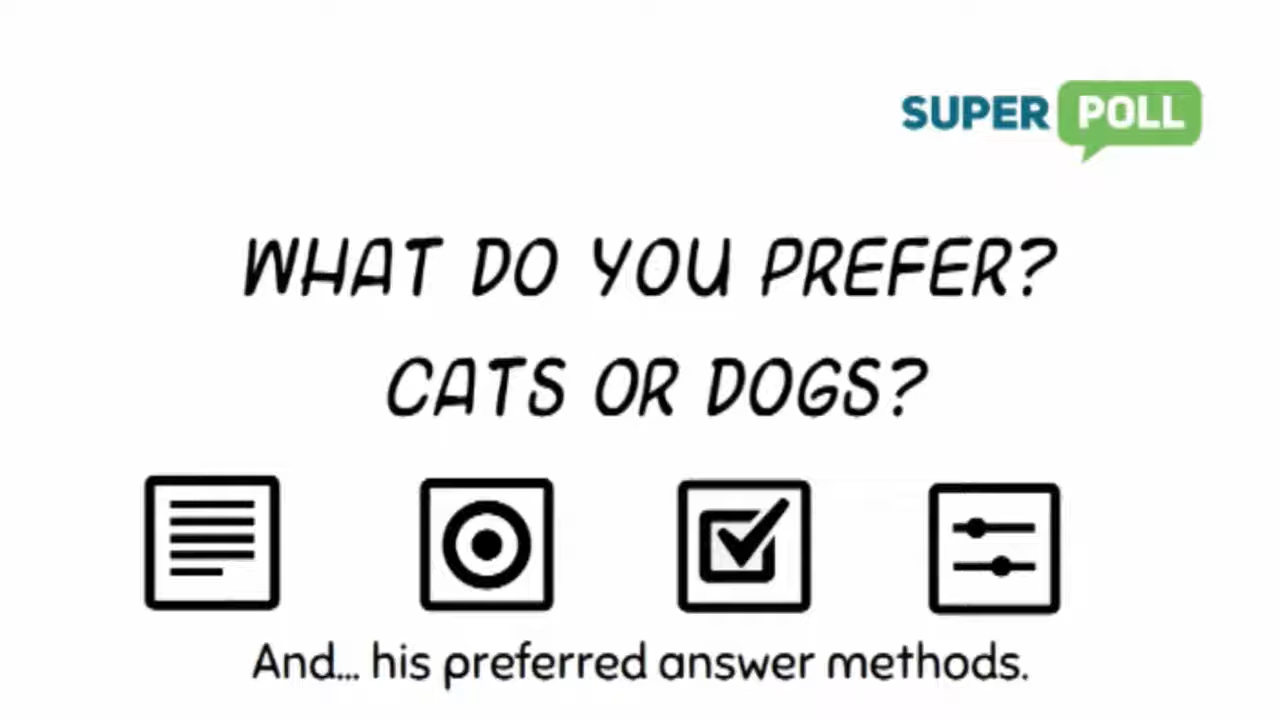 SUPER POLL
WHAT DO YOU PREFER?
CATS OR DOGS?
And... his preferred answer methods.